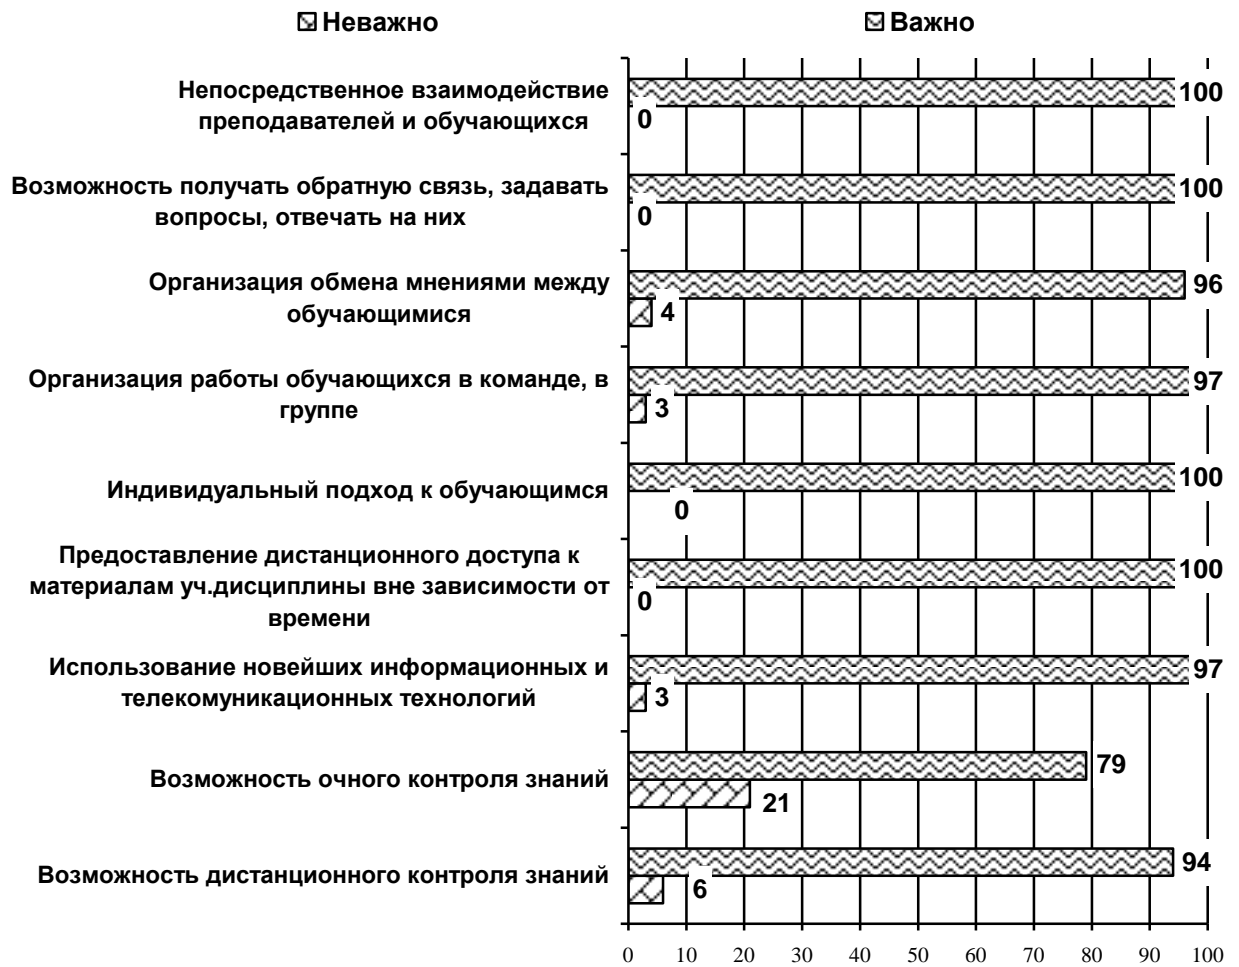 Неважно
Важно
Непосредственное взаимодействие
преподавателей и обучающихся
100
0
Возможность получать обратную связь, задавать
вопросы, отвечать на них
100
0
Организация обмена мнениями между
обучающимися
96
4
Организация работы обучающихся в команде, в
группе
97
3
Индивидуальный подход к обучающимся
100
0
Предоставление дистанционного доступа к
материалам уч.дисциплины вне зависимости от
времени
100
0
Использование новейших информационных и
телекомуникационных технологий
97
3
Возможность очного контроля знаний
79
21
Возможность дистанционного контроля знаний
94
6
0 10 20 30 40 50 60 70 80 90 100